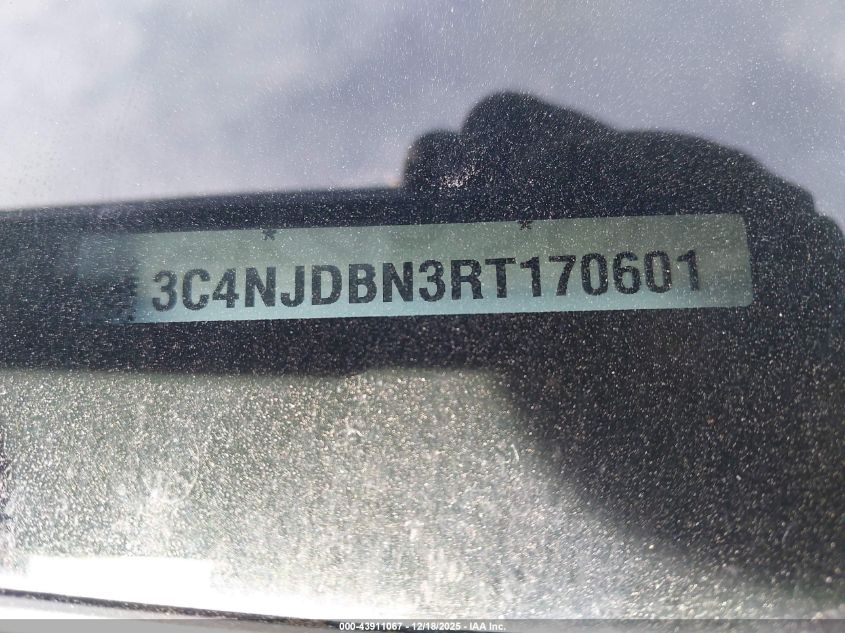 * *
3C4NJDBN3RT170601
000-43911067 - 12/18/2025 - IAA Inc.